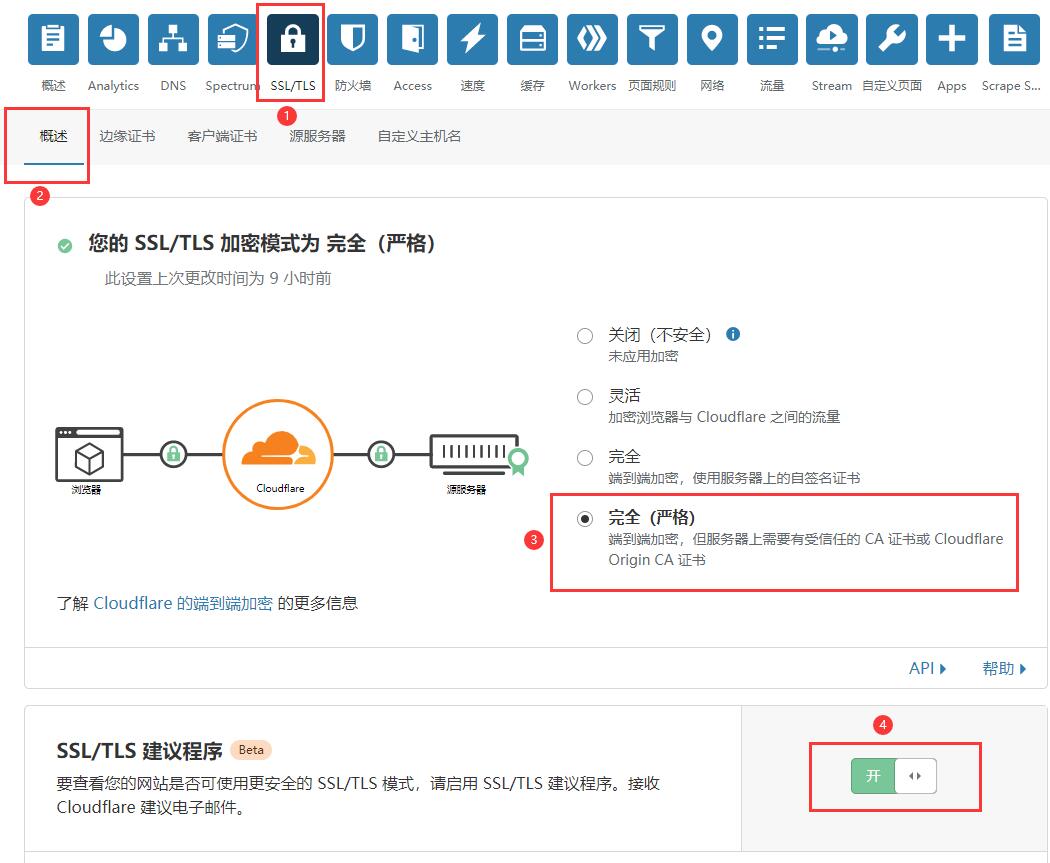 概述 Analytics DNS Spectrum SSL/TLS 防火墙 Access 速度 缓存 Workers 页面规则 网络 流量 Stream 自定义页面 Apps Scrape S...
1
概述 边缘证书 客户端证书 源服务器 自定义主机名
2
您的 SSL/TLS 加密模式为 完全（严格）
此设置上次更改时间为 9 小时前
关闭（不安全）
未应用加密
灵活
加密浏览器与 Cloudflare 之间的流量
完全
端到端加密，使用服务器上的自签名证书
浏览器
Cloudflare
源服务器
3
完全（严格）
端到端加密，但服务器上需要有受信任的 CA 证书或 Cloudflare
Origin CA 证书
了解 Cloudflare 的端到端加密 的更多信息
API 帮助
4
SSL/TLS 建议程序 Beta
要查看您的网站是否可使用更安全的 SSL/TLS 模式，请启用 SSL/TLS 建议程序。接收
Cloudflare 建议电子邮件。
开